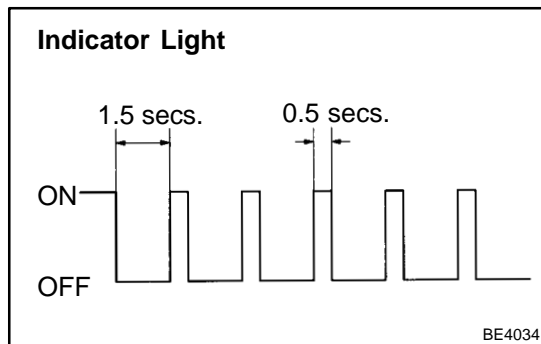 Indicator Light
1.5 secs. 0.5 secs.
ON
OFF
BE4034